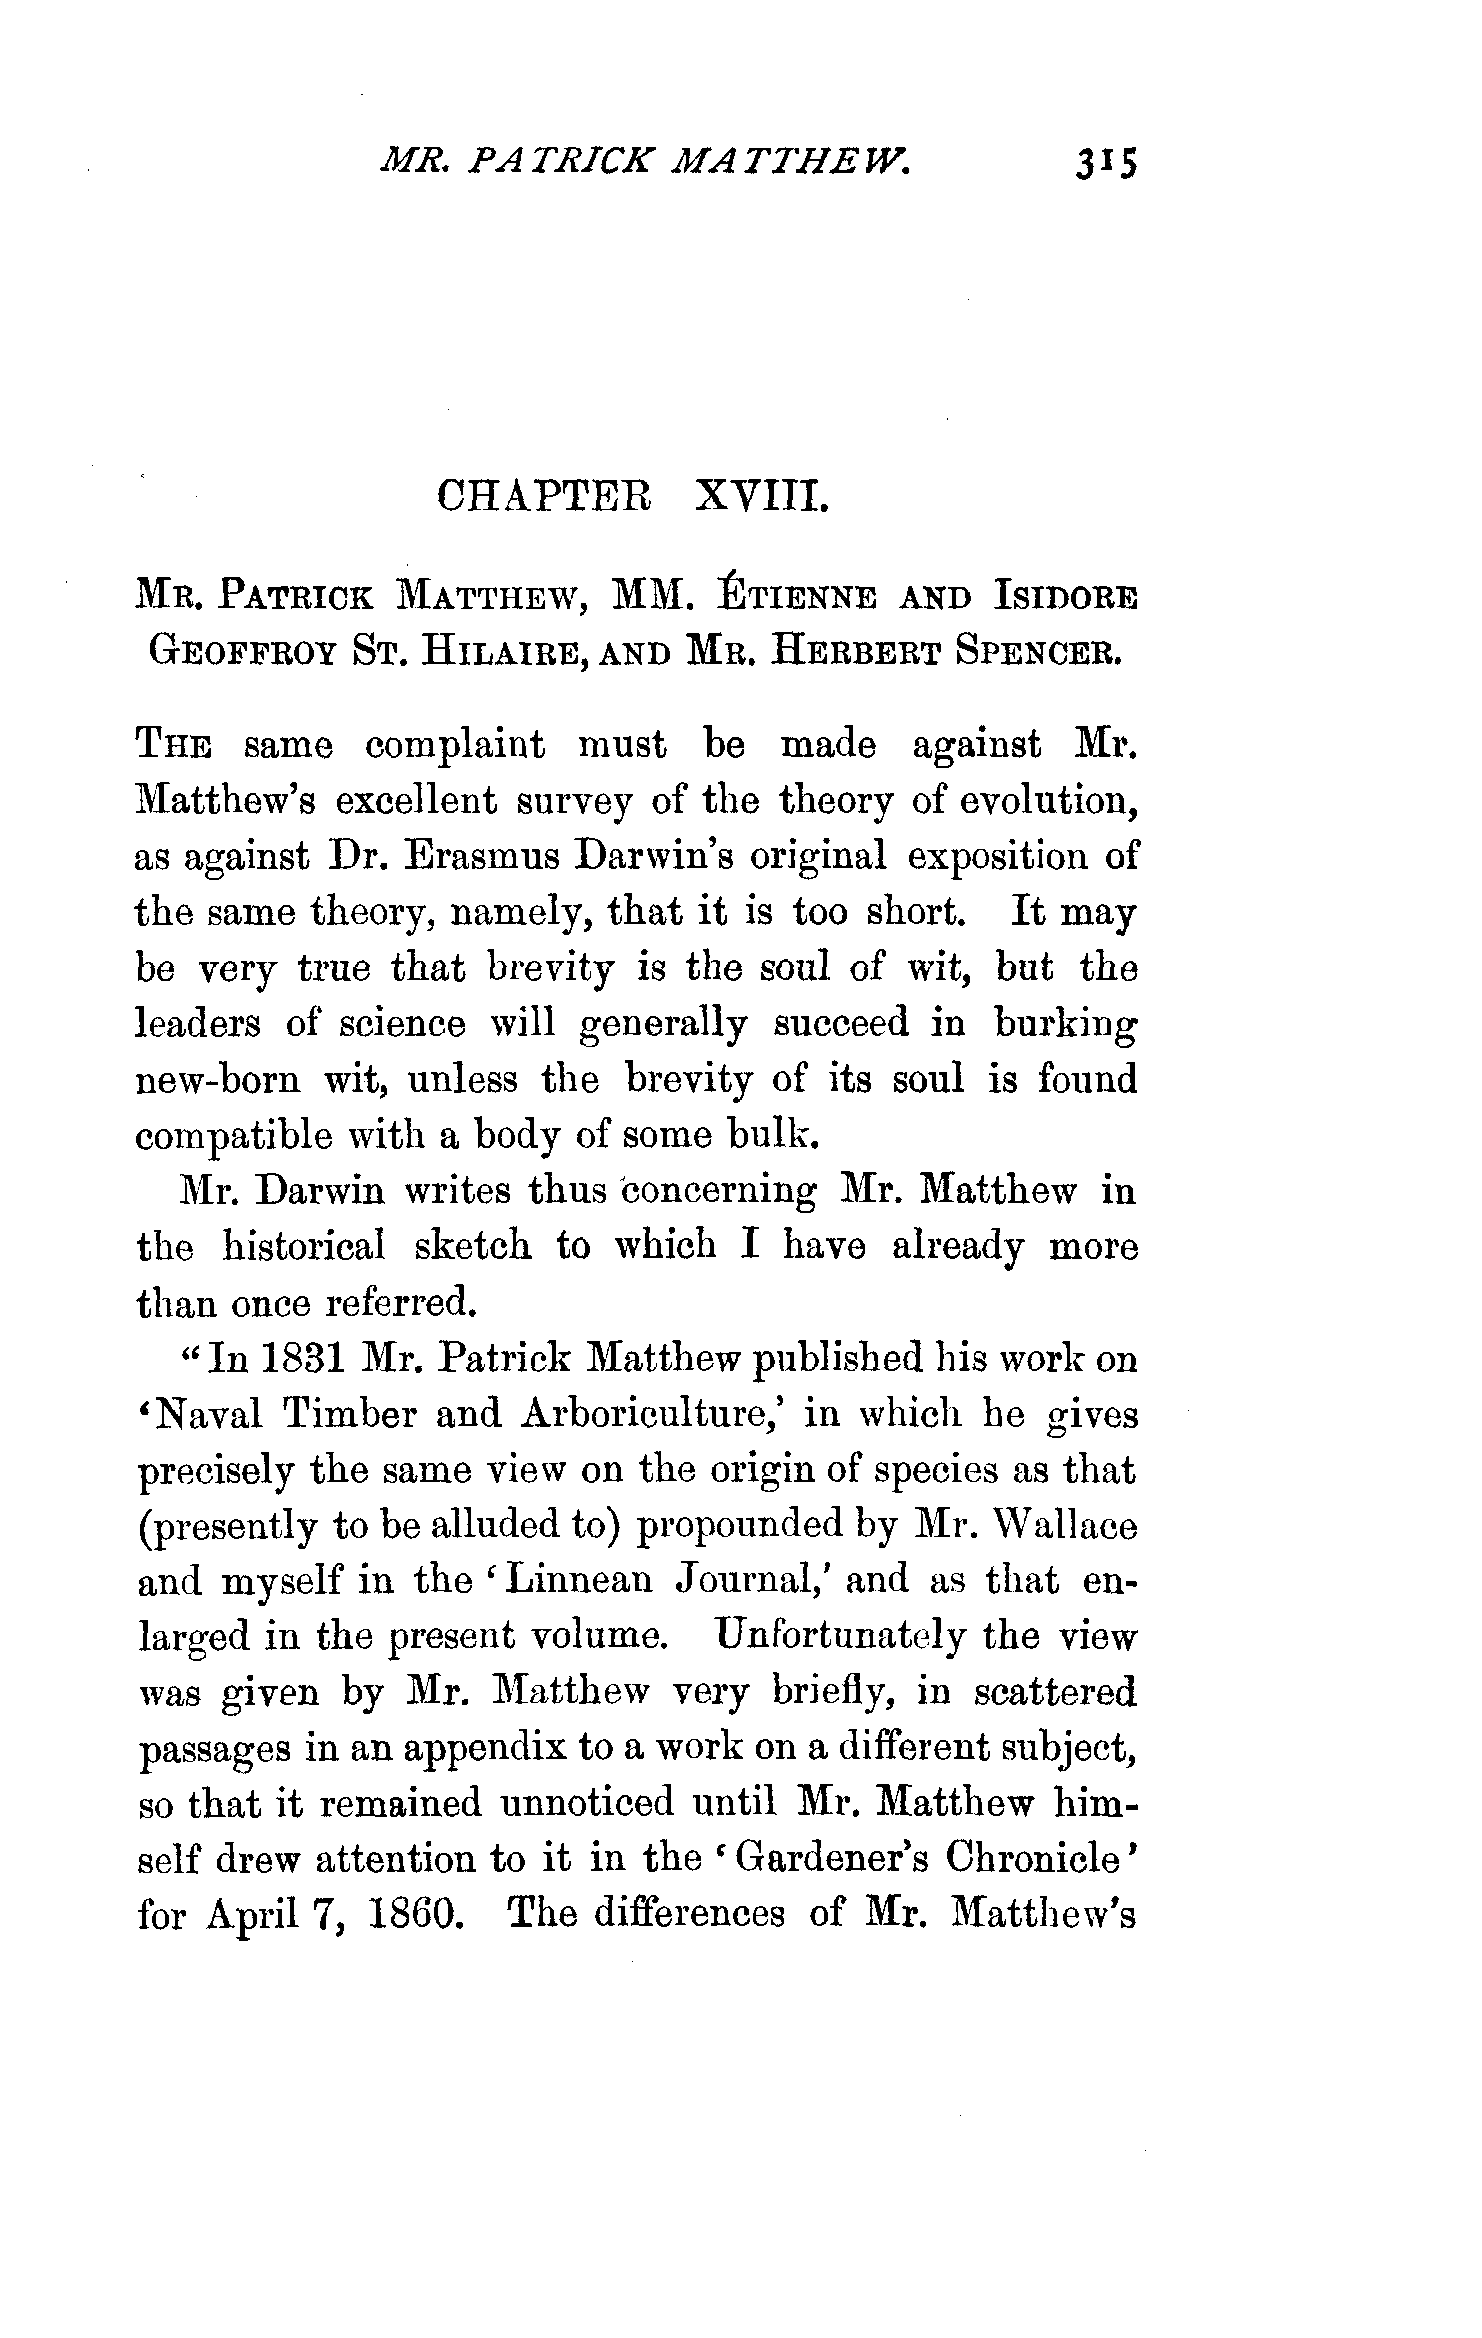 MR. PATRICK MATTHEW. 315
CHAPTER XVIII.
MR. PATRICK MATTHEW, MM. ÉTIENNE AND ISIDORE
GEOFFROY ST. HILAIRE, AND MR. HERBERT SPENCER.
THE same complaint must be made against Mr.
Matthew's excellent survey of the theory of evolution,
as against Dr. Erasmus Darwin's original exposition of
the same theory, namely, that it is too short. It may
be very true that brevity is the soul of wit, but the
leaders of science will generally succeed in burking
new-born wit, unless the brevity of its soul is found
compatible with a body of some bulk.
Mr. Darwin writes thus concerning Mr. Matthew in
the historical sketch to which I have already more
than once referred.
"In 1831 Mr. Patrick Matthew published his work on
'Naval Timber and Arboriculture,' in which he gives
precisely the same view on the origin of species as that
(presently to be alluded to) propounded by Mr. Wallace
and myself in the 'Linnean Journal,' and as that en-
larged in the present volume. Unfortunately the view
was given by Mr. Matthew very briefly, in scattered
passages in an appendix to a work on a different subject,
so that it remained unnoticed until Mr. Matthew him-
self drew attention to it in the 'Gardener's Chronicle'
for April 7, 1860. The differences of Mr. Matthew's